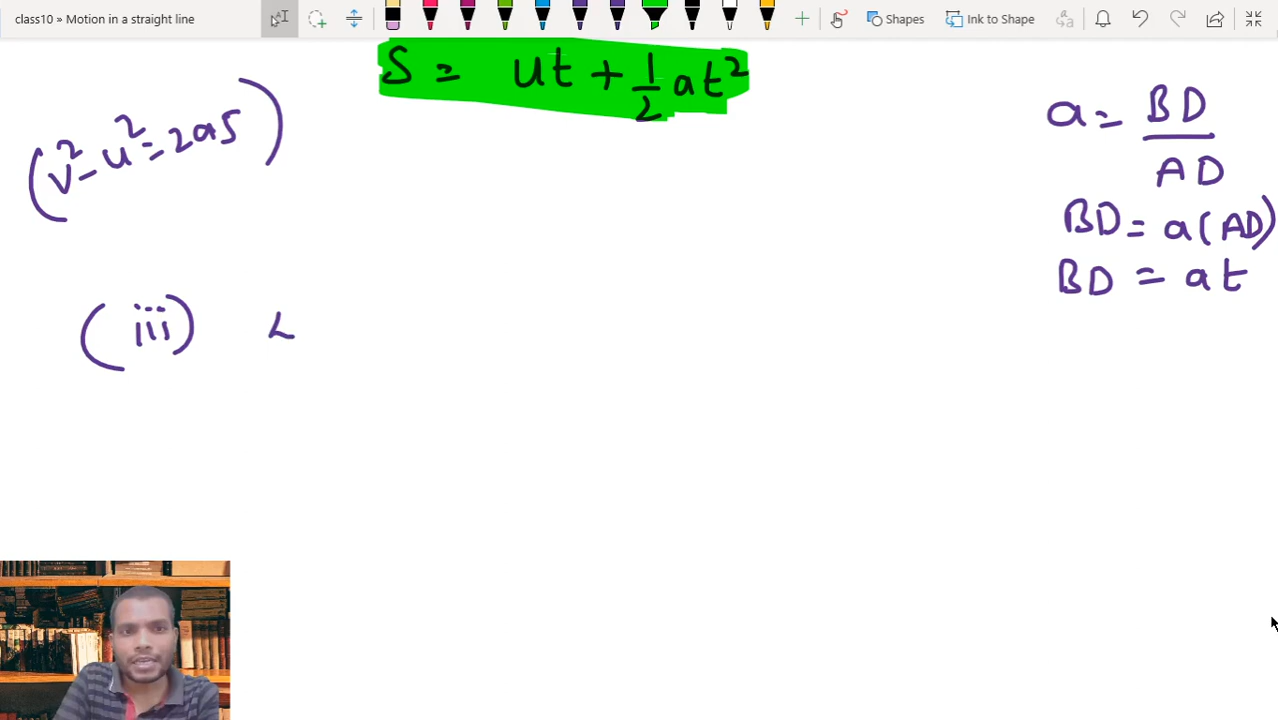 class10 » Motion in a straight line
Shapes
Ink to Shape
S = ut + 1/2 at²
(v² - u² = 2as)
a = BD/AD
BD = a(AD)
BD = at
(iii)